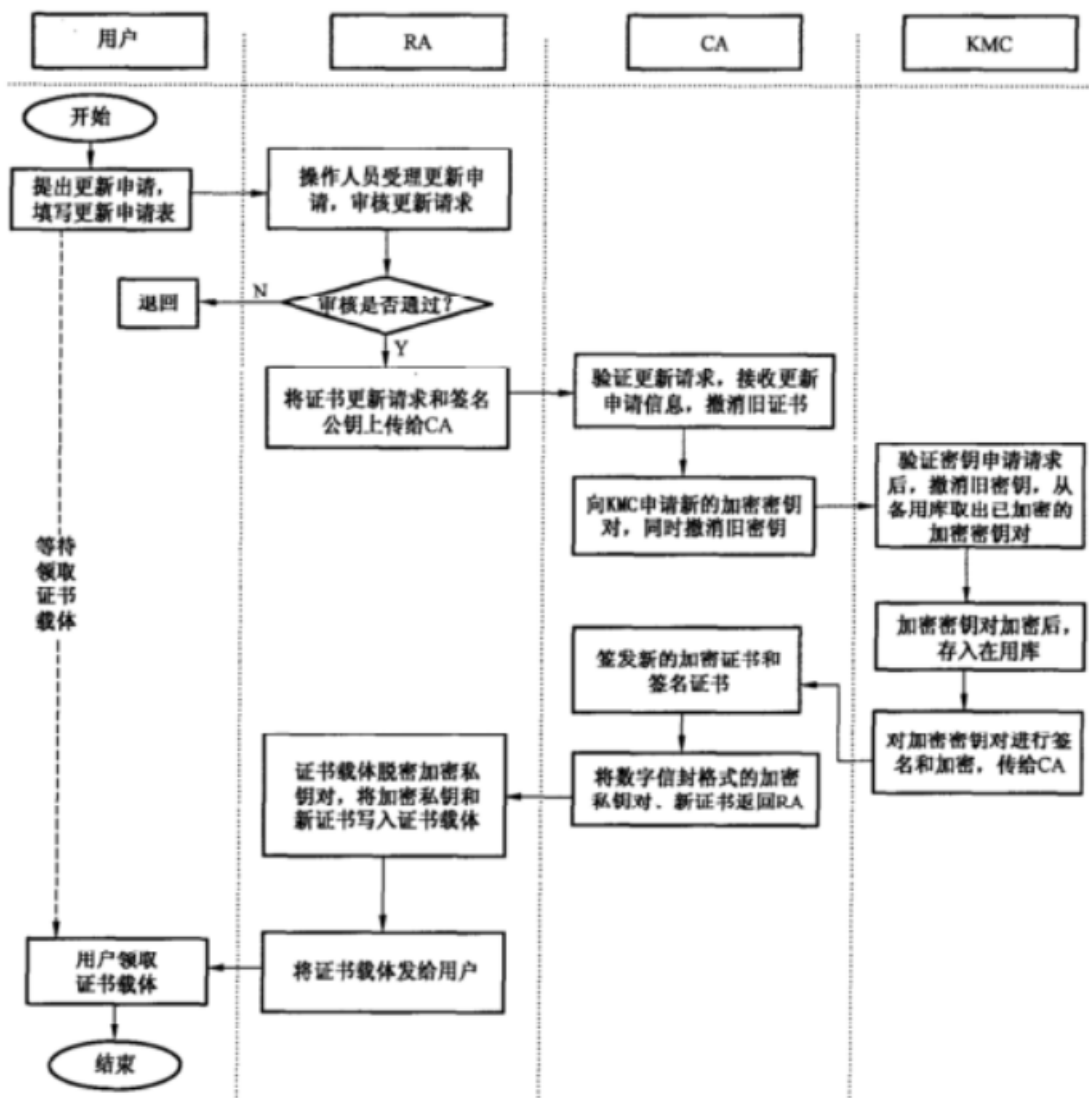 用户
RA
CA
KMC
开始
提出更新申请，
填写更新申请表
操作人员受理更新申
请，审核更新请求
审核是否通过？
N
退回
Y
将证书更新请求和签名
公钥上传给CA
验证更新请求，接收更新
申请信息，撤消旧证书
向KMC申请新的加密密钥
对，同时撤消旧密钥
验证密钥申请请求
后，撤消旧密钥，从
备用库取出已加密的
加密密钥对
加密密钥对加密后，
存入在用库
对加密密钥对进行签
名和加密，传给CA
签发新的加密证书和
签名证书
将数字信封格式的加密
私钥对、新证书返回RA
证书载体脱密加密私
钥对，将加密私钥和
新证书写入证书载体
将证书载体发给用户
等待
领取
证书
载体
用户领取
证书载体
结束